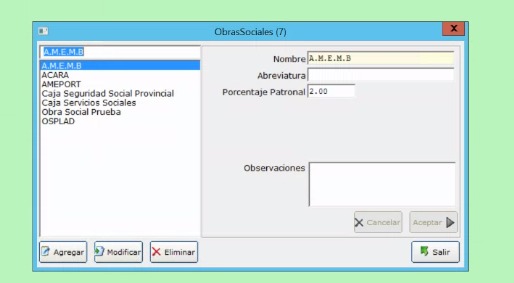 ObrasSociales (7)
X
A.M.E.M.B
A.M.E.M.B
ACARA
AMEPORT
Caja Seguridad Social Provincial
Caja Servicios Sociales
Obra Social Prueba
OSPLAD
Nombre A.M.E.M.B
Abreviatura
Porcentaje Patronal 2.00
Observaciones
Cancelar Aceptar
Agregar Modificar Eliminar Salir